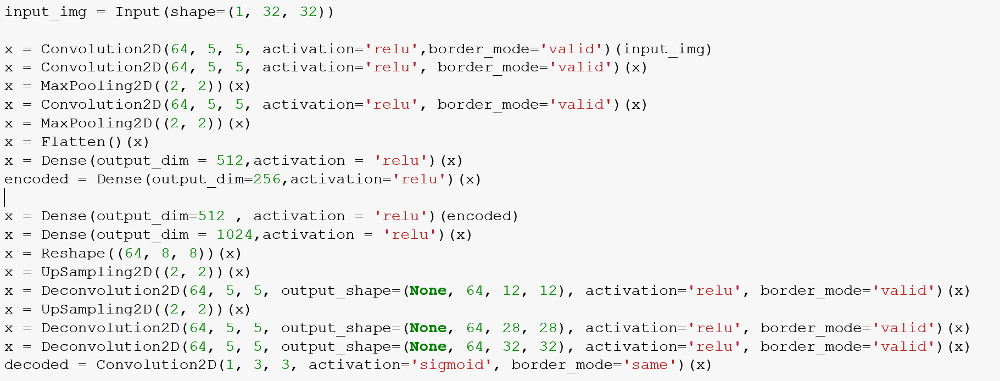 input_img = Input(shape=(1, 32, 32))
x = Convolution2D(64, 5, 5, activation='relu',border_mode='valid')(input_img)
x = Convolution2D(64, 5, 5, activation='relu', border_mode='valid')(x)
x = MaxPooling2D((2, 2))(x)
x = Convolution2D(64, 5, 5, activation='relu', border_mode='valid')(x)
x = MaxPooling2D((2, 2))(x)
x = Flatten()(x)
x = Dense(output_dim = 512,activation = 'relu')(x)
encoded = Dense(output_dim=256,activation='relu')(x)
x = Dense(output_dim=512 , activation = 'relu')(encoded)
x = Dense(output_dim = 1024,activation = 'relu')(x)
x = Reshape((64, 8, 8))(x)
x = UpSampling2D((2, 2))(x)
x = Deconvolution2D(64, 5, 5, output_shape=(None, 64, 12, 12), activation='relu', border_mode='valid')(x)
x = UpSampling2D((2, 2))(x)
x = Deconvolution2D(64, 5, 5, output_shape=(None, 64, 28, 28), activation='relu', border_mode='valid')(x)
x = Deconvolution2D(64, 5, 5, output_shape=(None, 64, 32, 32), activation='relu', border_mode='valid')(x)
decoded = Convolution2D(1, 3, 3, activation='sigmoid', border_mode='same')(x)